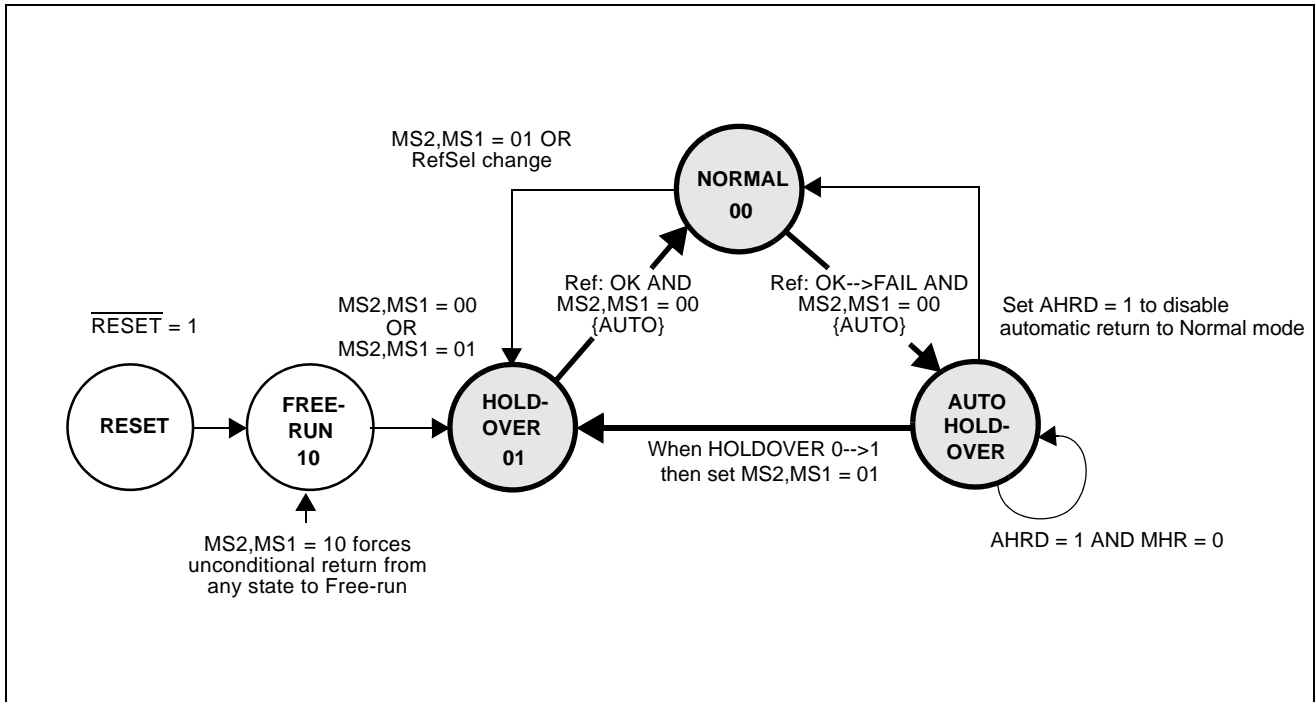 MS2,MS1 = 01 OR
RefSel change
NORMAL
00
Ref: OK AND
MS2,MS1 = 00
{AUTO}
Ref: OK-->FAIL AND
MS2,MS1 = 00
{AUTO}
Set AHRD = 1 to disable
automatic return to Normal mode
RESET = 1
MS2,MS1 = 00
OR
MS2,MS1 = 01
RESET
FREE-
RUN
10
HOLD-
OVER
01
AUTO
HOLD-
OVER
When HOLDOVER 0-->1
then set MS2,MS1 = 01
MS2,MS1 = 10 forces
unconditional return from
any state to Free-run
AHRD = 1 AND MHR = 0